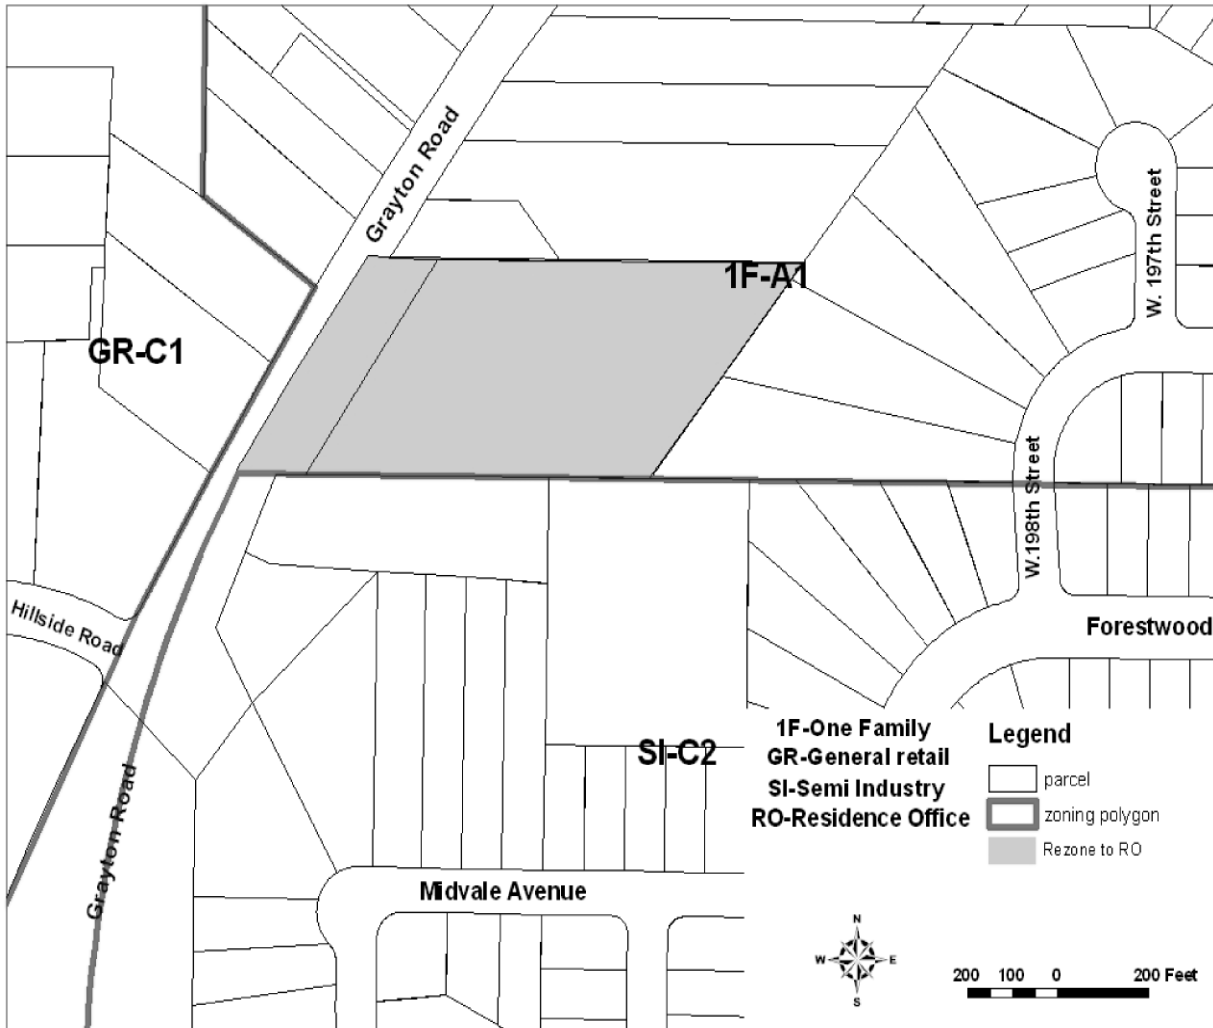 Grayton Road
W. 197th Street
1F-A1
GR-C1
W.198th Street
Hillside Road
Forestwood
SI-C2
Grayton Road
Midvale Avenue
1F-One Family
GR-General retail
SI-Semi Industry
RO-Residence Office
Legend
parcel
zoning polygon
Rezone to RO
N
W E
S
200 100 0 200 Feet